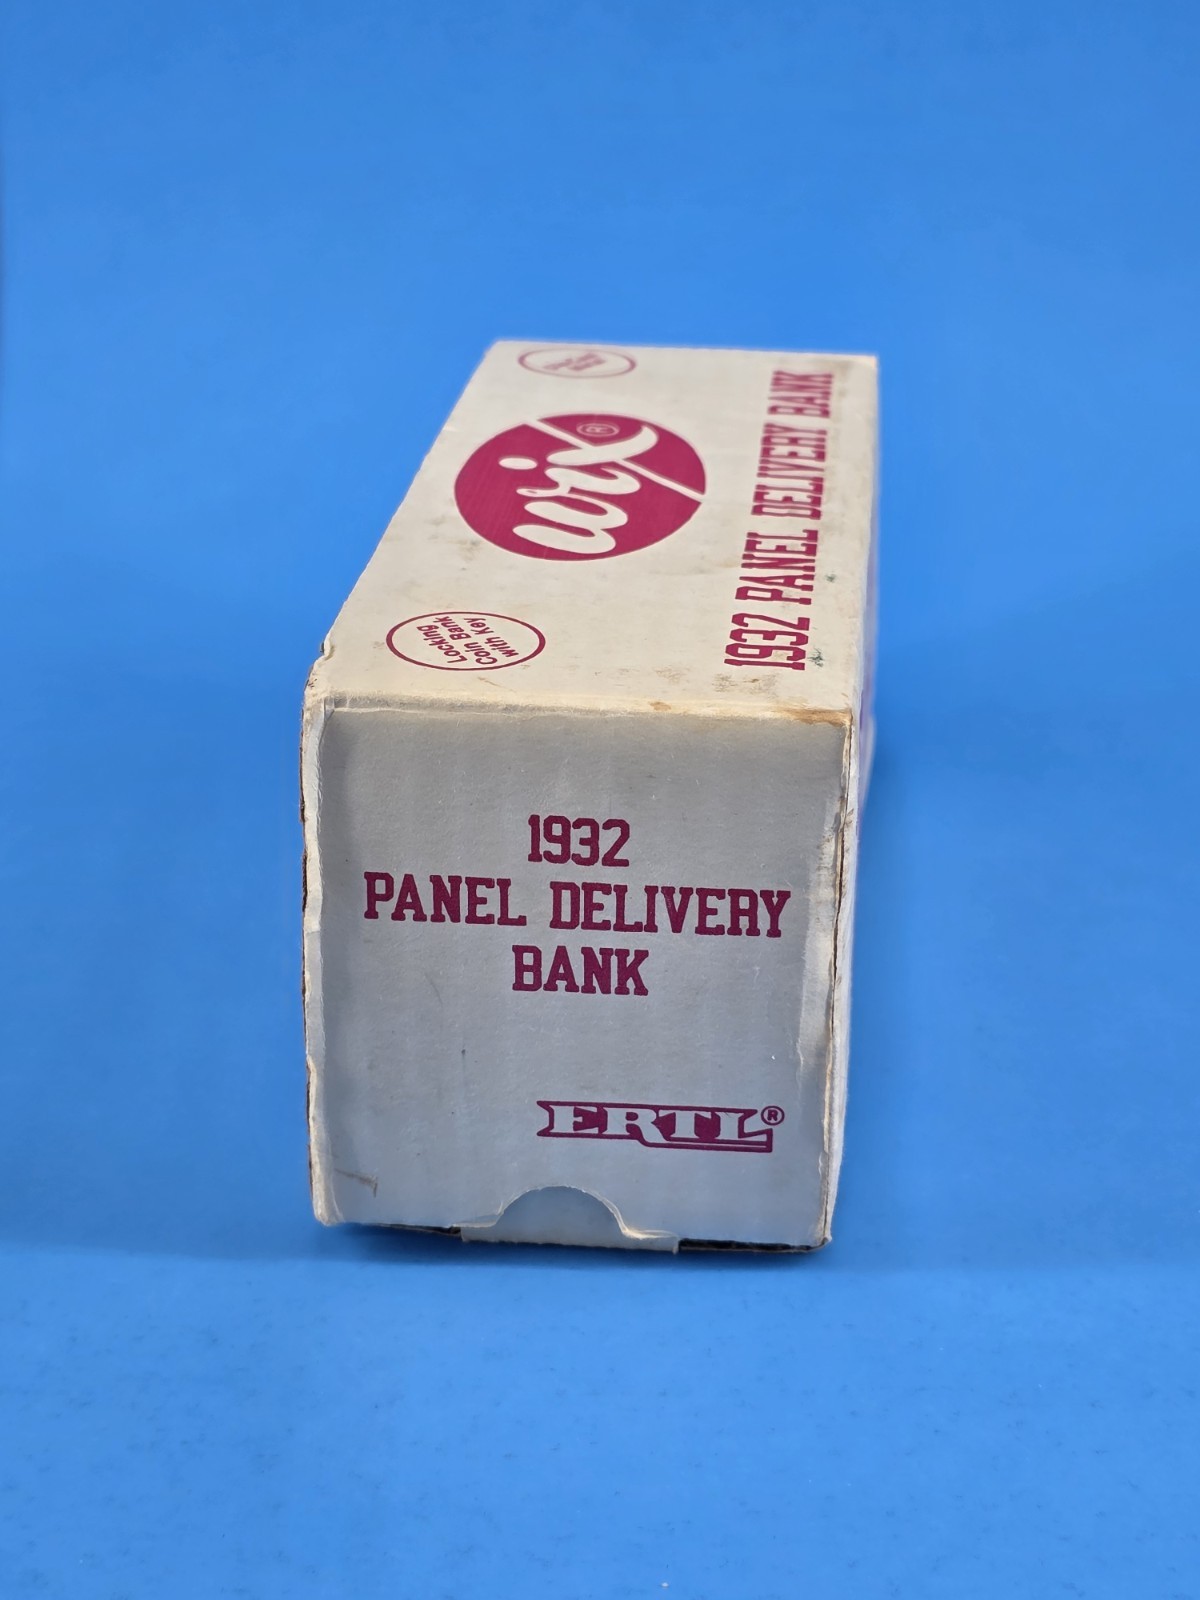 wix®
1932 PANEL DELIVERY BANK
Locking
Coin Bank
with Key
1932
PANEL DELIVERY
BANK
ERTL®